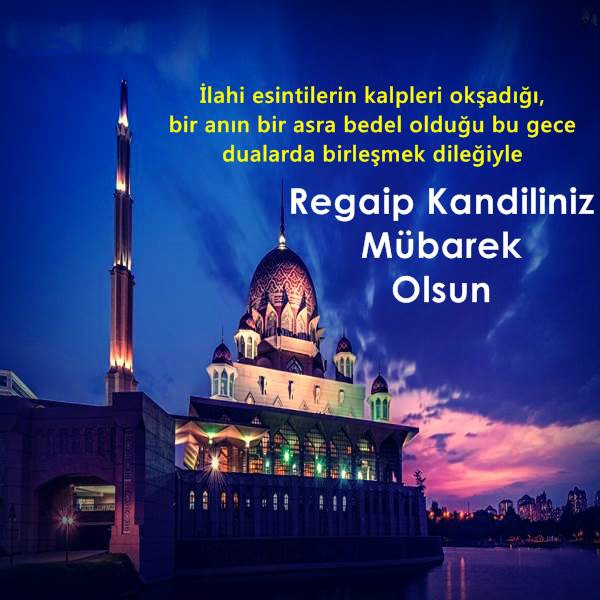 İlahi esintilerin kalpleri okşadığı,
bir anın bir asra bedel olduğu bu gece
dualarda birleşmek dileğiyle
Regaip Kandiliniz
Mübarek
Olsun